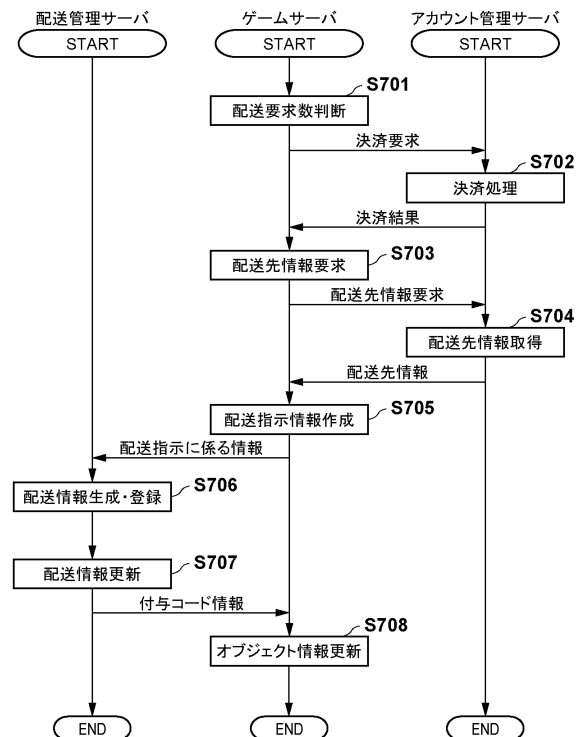 配送管理サーバ
ゲームサーバ
アカウント管理サーバ
START
START
START
S701
配送要求数判断
決済要求
S702
決済処理
決済結果
S703
配送先情報要求
配送先情報要求
S704
配送先情報取得
配送先情報
S705
配送指示情報作成
配送指示に係る情報
S706
配送情報生成・登録
S707
配送情報更新
付与コード情報
S708
オブジェクト情報更新
END
END
END